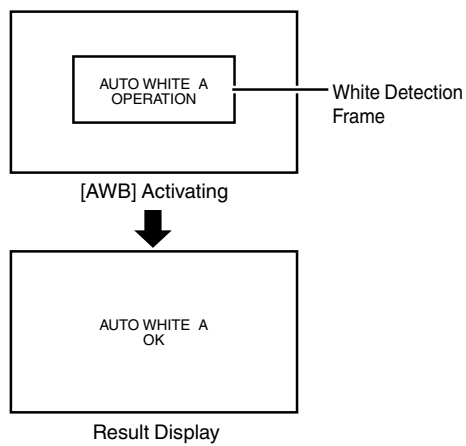 AUTO WHITE A
OPERATION
White Detection
Frame
[AWB] Activating
AUTO WHITE A
OK
Result Display